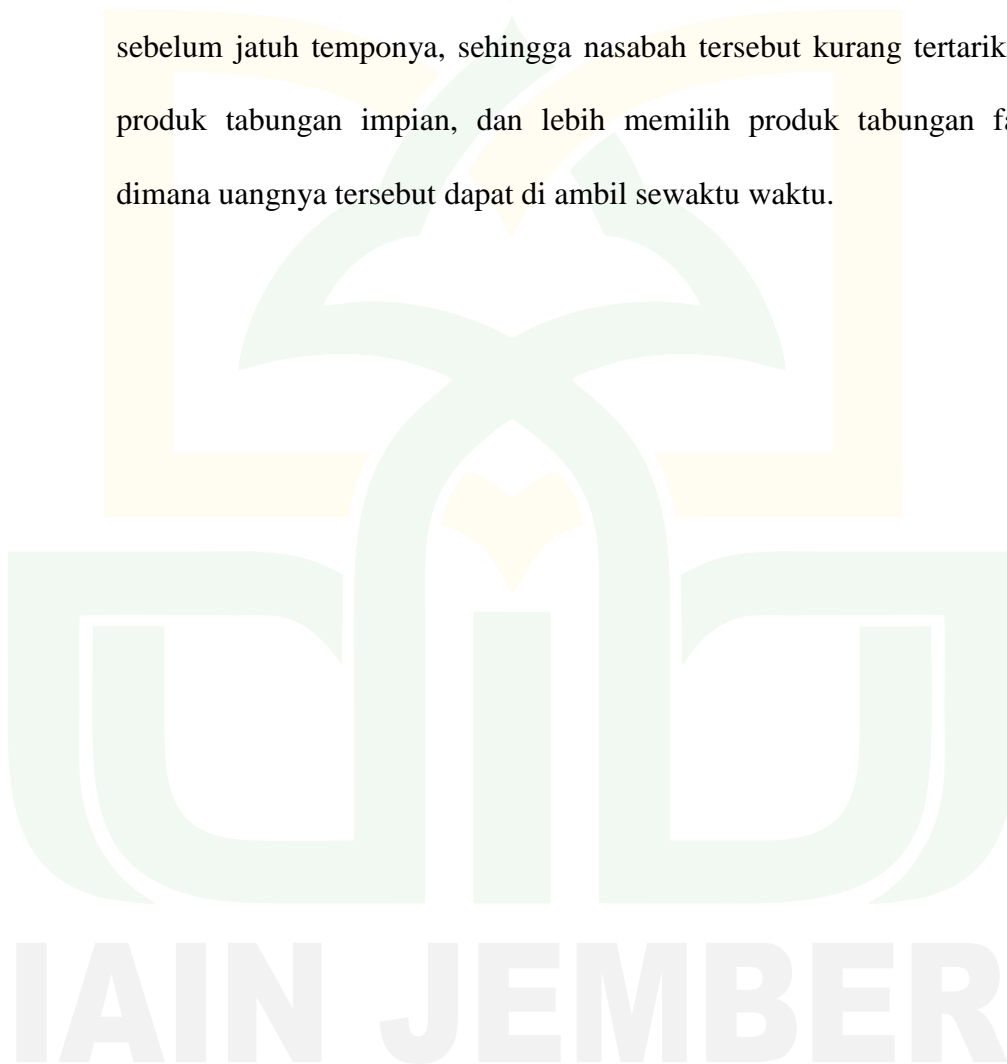 sebelum jatuh temponya, sehingga nasabah tersebut kurang tertarik
produk tabungan impian, dan lebih memilih produk tabungan
dimana uangnya tersebut dapat di ambil sewaktu waktu.
IAIN JEMBER